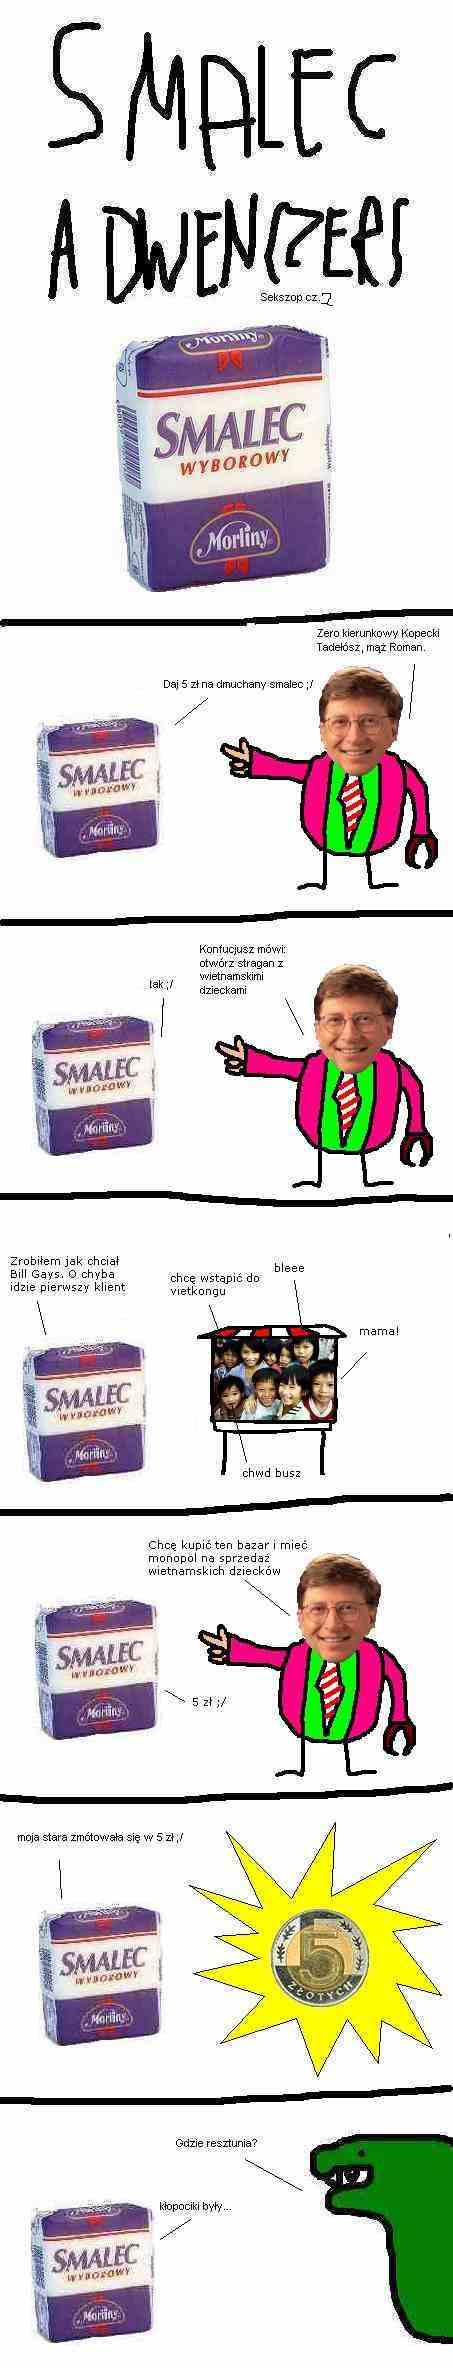 SMALEC
ADWENCZERS
Sekszop cz.2
Morliny
SMALEC
WYBOROWY
Morliny
Zero kierunkowy Kopecki
Tadełósz, mąż Roman.
Daj 5 zł na dmuchany smalec ;/
SMALEC
WYBOROWY
Morliny
Konfucjusz mówi:
otwórz stragan z
wietnamskimi
dzieckami
tak ;/
SMALEC
WYBOROWY
Morliny
Zrobiłem jak chciał
Bill Gays. O chyba
idzie pierwszy klient
chcę wstąpić do
vietkongu
bleee
mama!
chwd busz
SMALEC
WYBOROWY
Morliny
Chcę kupić ten bazar i mieć
monopol na sprzedaż
wietnamskich dziecków
5 zł ;/
SMALEC
WYBOROWY
Morliny
moja stara zmótowała się w 5 zł ;/
SMALEC
WYBOROWY
Morliny
5
ZŁOTYCH
Gdzie resztunia?
kłopociki były...
SMALEC
WYBOROWY
Morliny